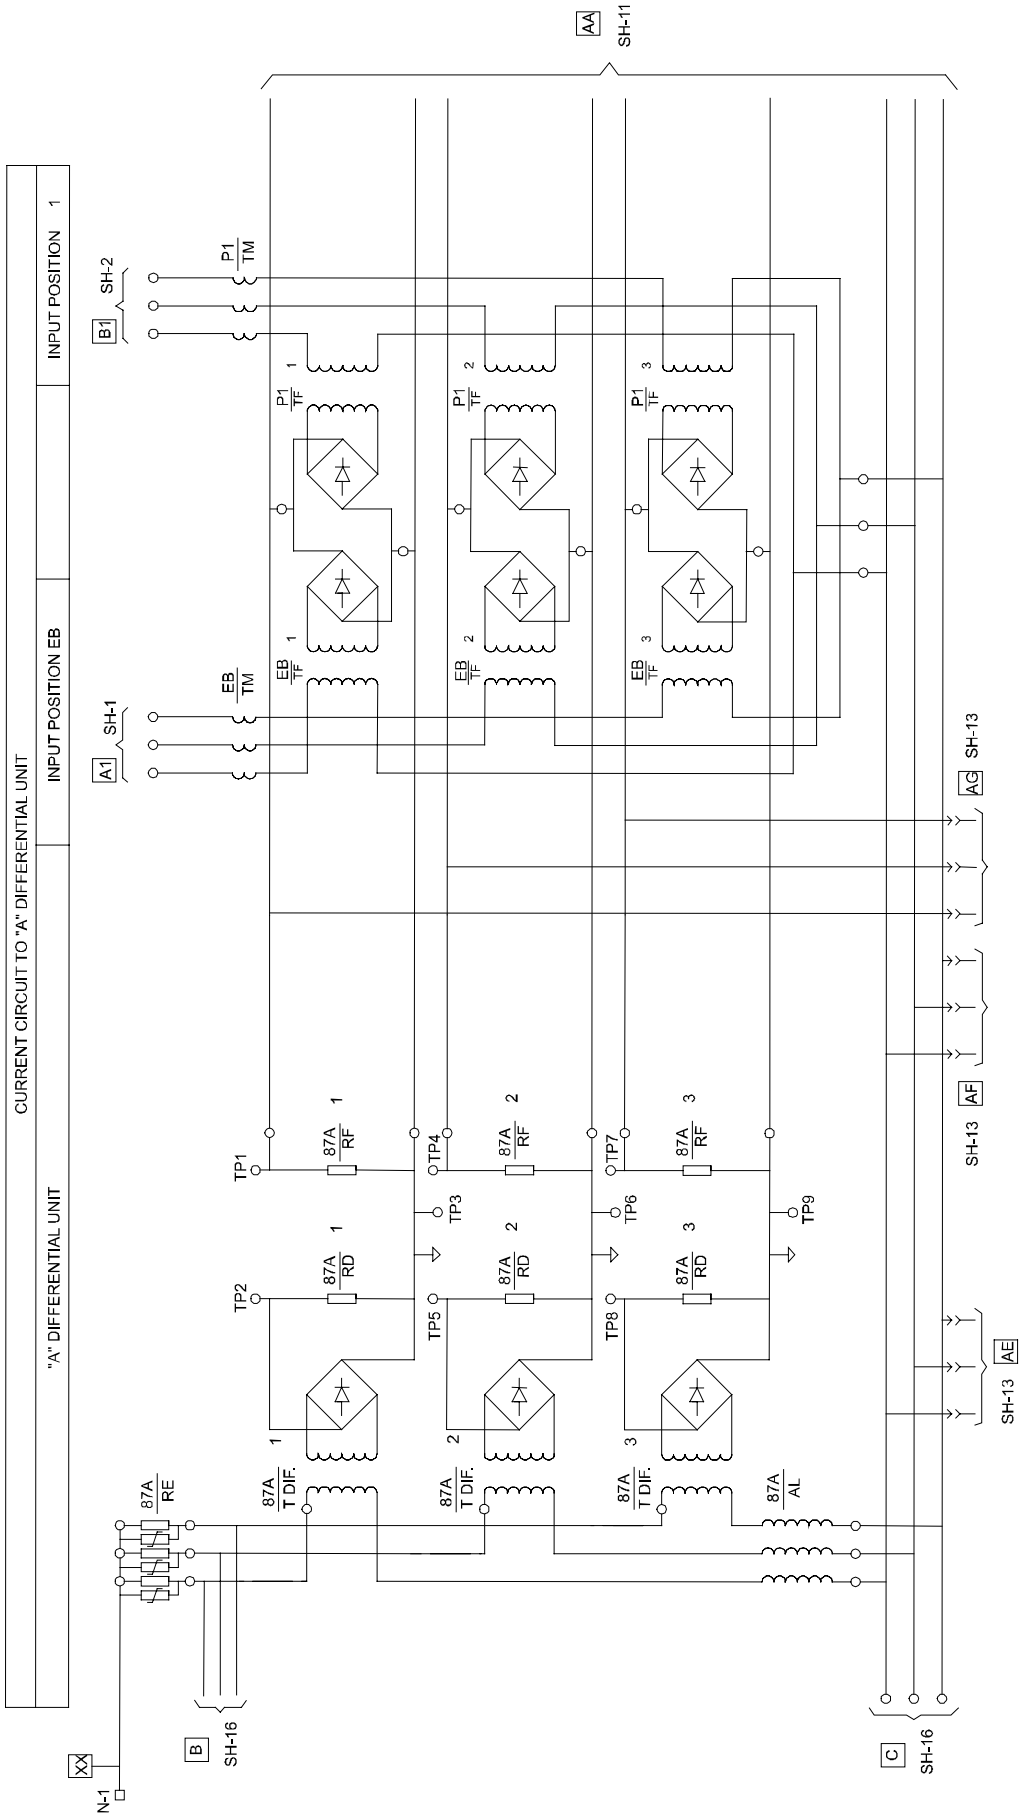 CURRENT CIRCUIT TO "A" DIFFERENTIAL UNIT
"A" DIFFERENTIAL UNIT
INPUT POSITION EB
INPUT POSITION 1
XX
N-1
87A
RE
B
SH-16
A1
SH-1
EB
TM
B1
SH-2
P1
TM
87A
T DIF.
1
TP2
87A
RD
1
TP1
87A
RF
1
EB
TF
1
P1
TF
1
TP3
87A
T DIF.
2
TP5
87A
RD
2
TP4
87A
RF
2
EB
TF
2
P1
TF
2
TP6
87A
T DIF.
3
TP8
87A
RD
3
TP7
87A
RF
3
EB
TF
3
P1
TF
3
TP9
87A
AL
AA
SH-11
C
SH-16
SH-13
AE
SH-13
AF
AG
SH-13